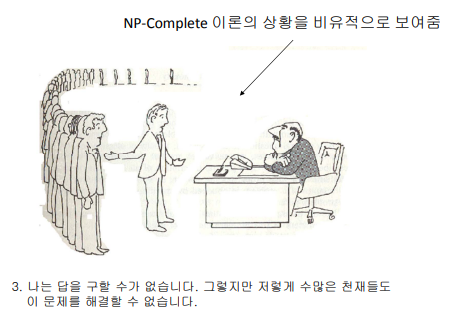 NP-Complete 이론의 상황을 비유적으로 보여줌
3. 나는 답을 구할 수가 없습니다. 그렇지만 저렇게 수많은 천재들도
이 문제를 해결할 수 없습니다.